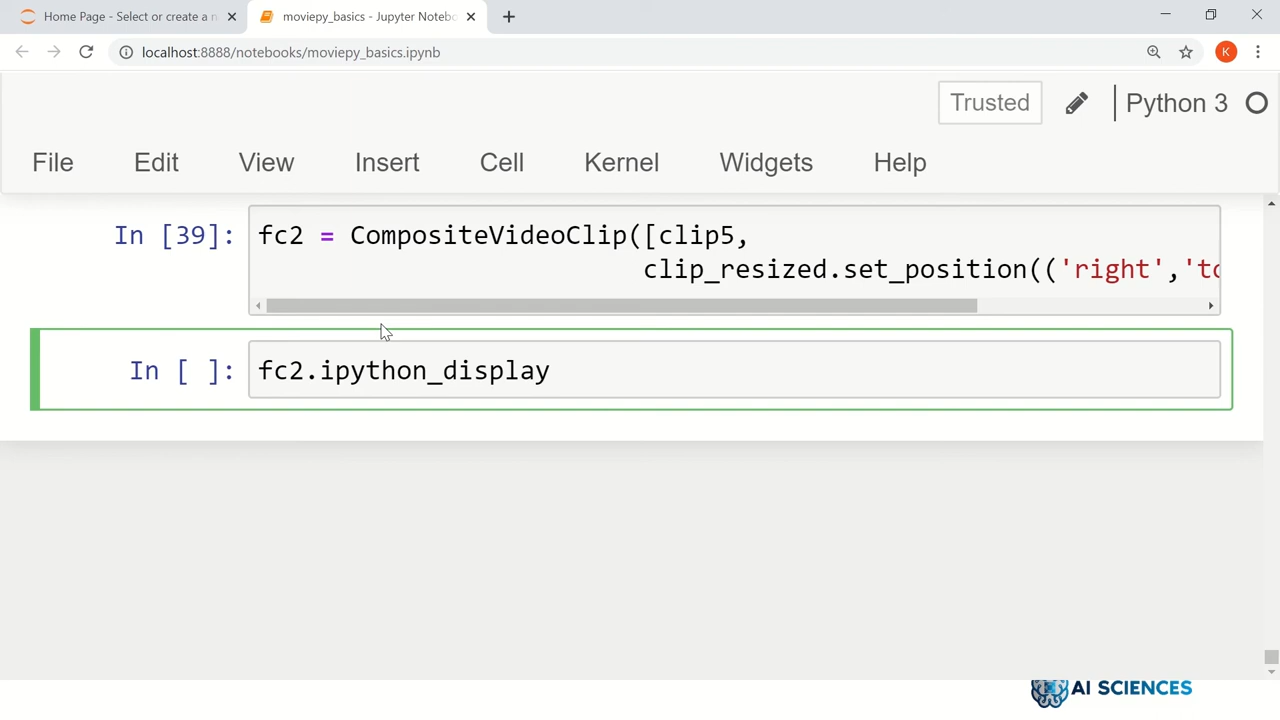 Home Page - Select or create a n
moviepy_basics - Jupyter Notebo
localhost:8888/notebooks/moviepy_basics.ipynb
K
Trusted
Python 3
File Edit View Insert Cell Kernel Widgets Help
In [39]: fc2 = CompositeVideoClip([clip5,
clip_resized.set_position(('right','to
In [ ]: fc2.ipython_display
AI SCIENCES